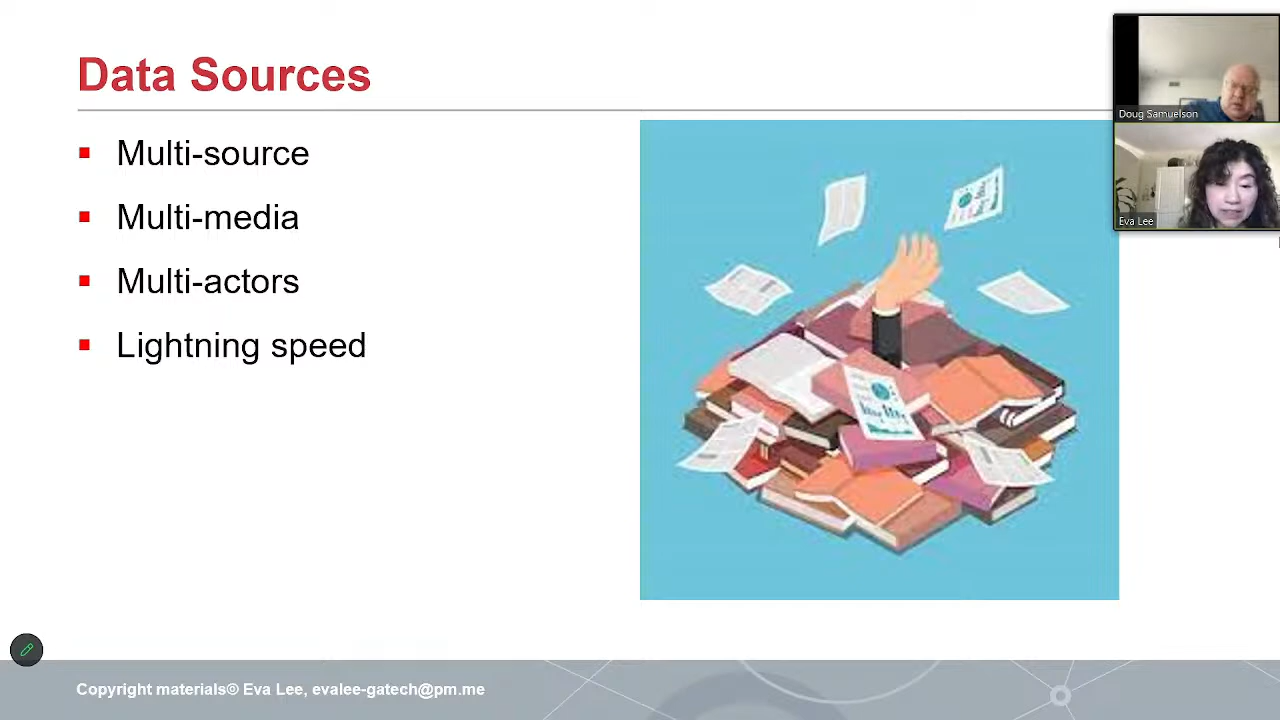 Data Sources
Multi-source
Multi-media
Multi-actors
Lightning speed
Doug Samuelson
Eva Lee
Copyright materials© Eva Lee, evalee-gatech@pm.me